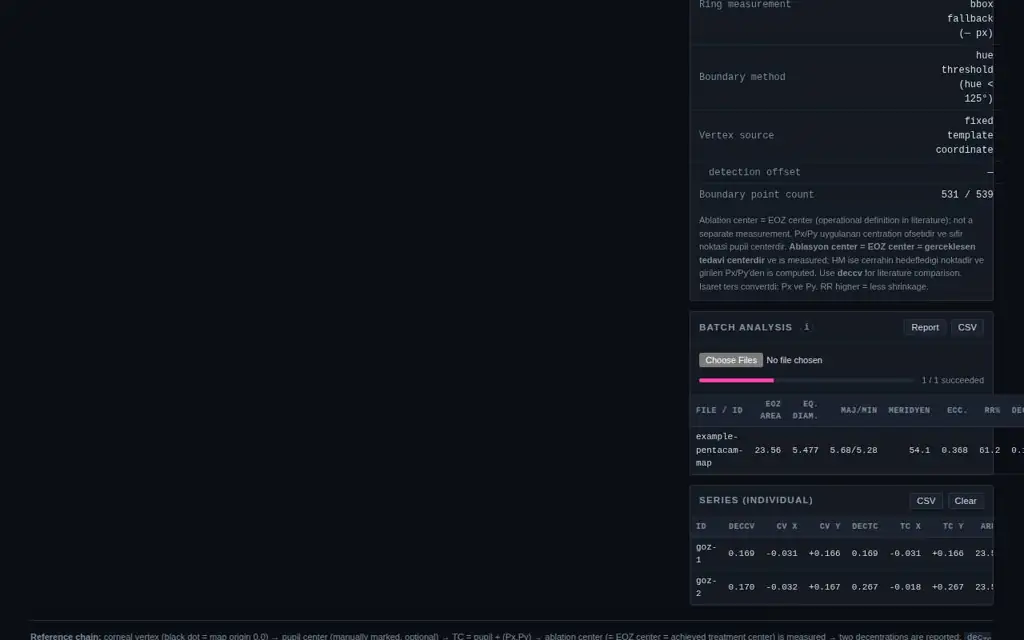 Ring measurement bbox
fallback
(— px)
hue
threshold
Boundary method (hue <
125°)
fixed
Vertex source template
coordinate
detection offset —
Boundary point count 531 / 539
Ablation center = EOZ center (operational definition in literature); not a
separate measurement. Px/Py uygulanan centration ofsetidir ve sıfır
noktasi pupil centerdir. Ablasyon center = EOZ center = gerceklesen
tedavi centerdir ve is measured; HM ise cerrahin hedefledigi noktadir ve
girilen Px/Py'den is computed. Use deccv for literature comparison.
Isaret ters convertdi: Px ve Py. RR higher = less shrinkage.
BATCH ANALYSIS i Report CSV
Choose Files No file chosen
1 / 1 succeeded
FILE / ID EOZ AREA EQ. DIAM. MAJ/MIN MERIDYEN ECC. RR%
example-
pentacam- 23.56 5.477 5.68/5.28 54.1 0.368 61.2
map
SERIES (INDIVIDUAL) CSV Clear
ID DECCV CV X CV Y DECTC TC X TC Y
goz-
1 0.169 -0.031 +0.166 0.169 -0.031 +0.166
goz-
2 0.170 -0.032 +0.167 0.267 -0.018 +0.267
Reference chain: corneal vertex (black dot = map origin 0,0) → pupil center (manually marked, optional) → TC = pupil + (Px,Py) → ablation center (= EOZ center = achieved treatment center) is measured → two decentrations are reported: